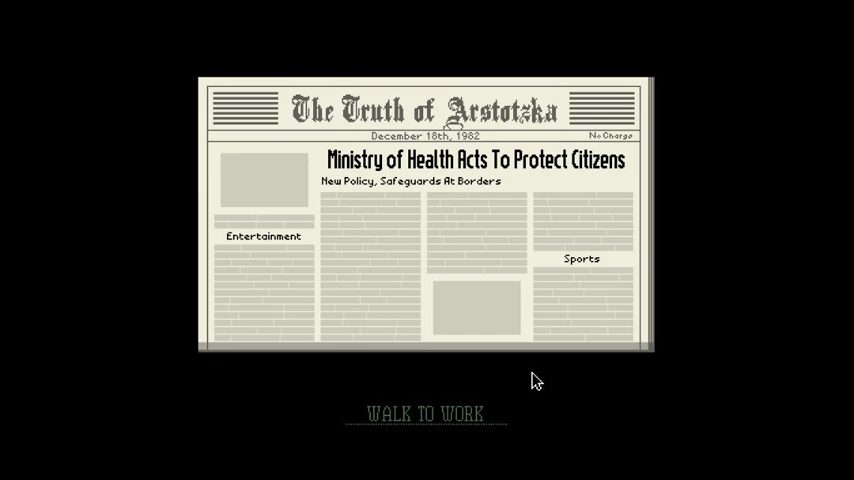 The Truth of Arstotzka
December 18th, 1982
No Charge
Ministry of Health Acts To Protect Citizens
New Policy, Safeguards At Borders
Entertainment
Sports
WALK TO WORK